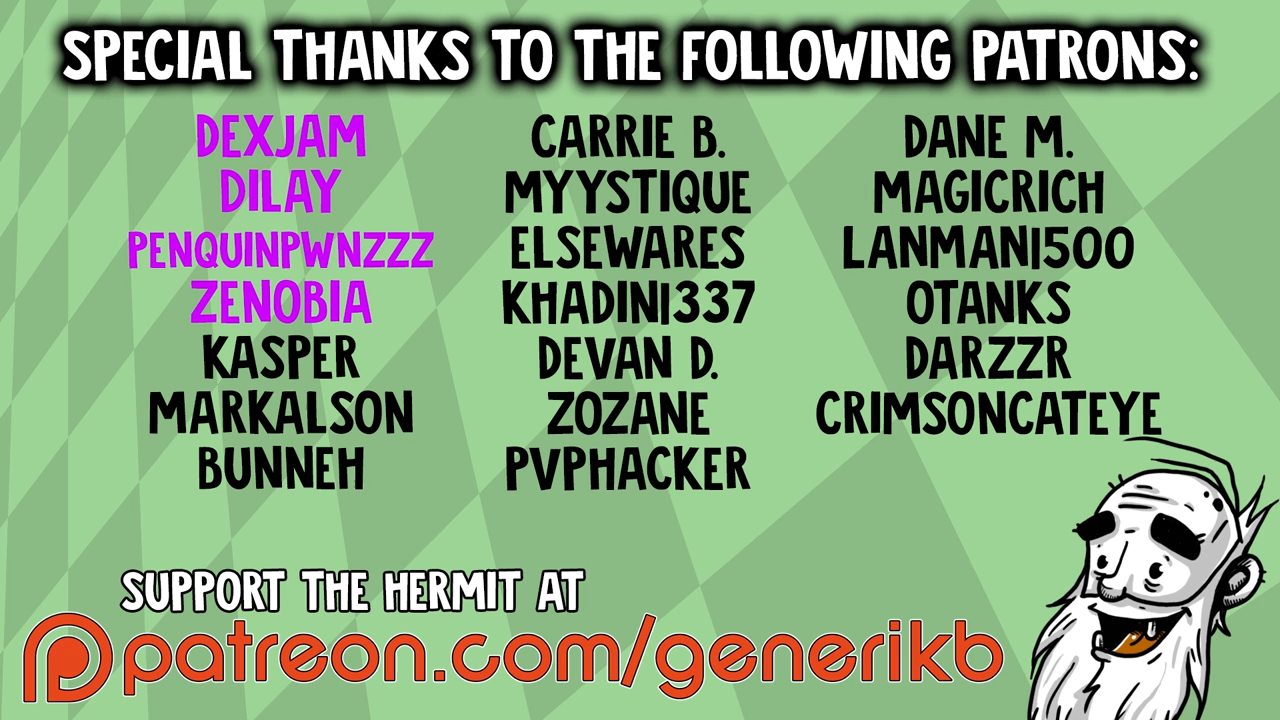 SPECIAL THANKS TO THE FOLLOWING PATRONS:
DEXJAM
DILAY
PENQUINPWNZZZ
ZENOBIA
KASPER
MARKALSON
BUNNEH
CARRIE B.
MYYSTIQUE
ELSEWARES
KHADIN1337
DEVAN D.
ZOZANE
PVPHACKER
DANE M.
MAGICRICH
LANMAN1500
OTANKS
DARZZR
CRIMSONCATEYE
SUPPORT THE HERMIT AT
patreon.com/generikb